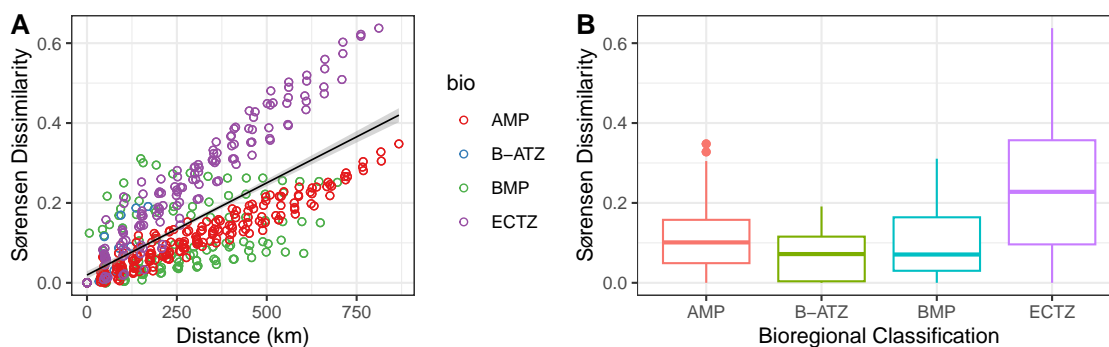 A
Sørensen Dissimilarity
0.6
0.4
0.2
0.0
0
250
500
750
Distance (km)
bio
AMP
B−ATZ
BMP
ECTZ
B
Sørensen Dissimilarity
0.6
0.4
0.2
0.0
AMP
B−ATZ
BMP
ECTZ
Bioregional Classification